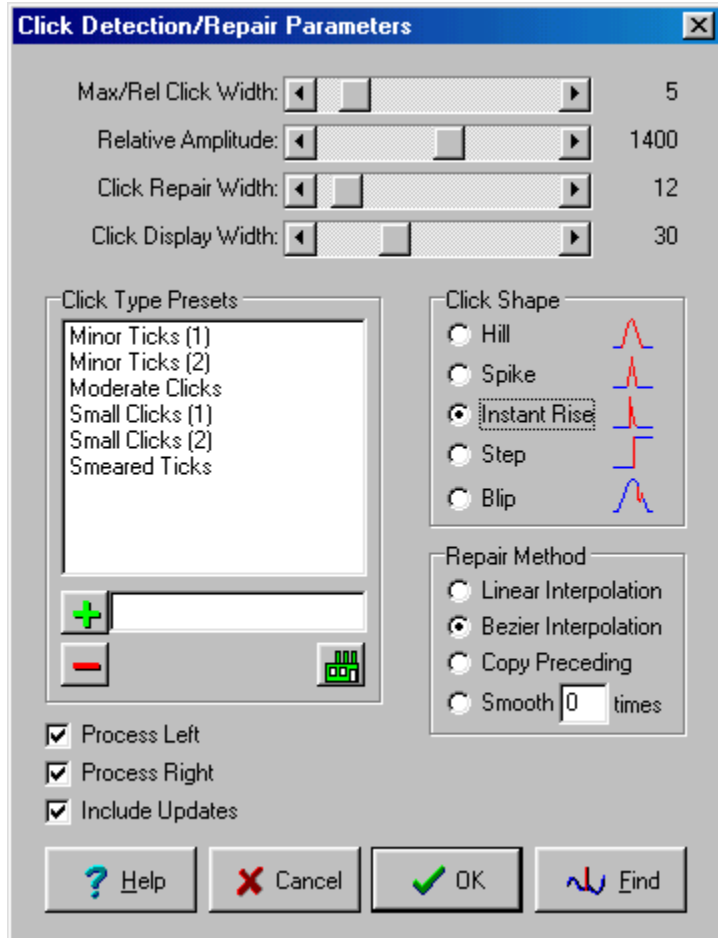 Click Detection/Repair Parameters
Max/Rel Click Width: 5
Relative Amplitude: 1400
Click Repair Width: 12
Click Display Width: 30
Click Type Presets
Minor Ticks (1)
Minor Ticks (2)
Moderate Clicks
Small Clicks (1)
Small Clicks (2)
Smeared Ticks
Click Shape
Hill
Spike
Instant Rise
Step
Blip
Repair Method
Linear Interpolation
Bezier Interpolation
Copy Preceding
Smooth 0 times
Process Left
Process Right
Include Updates
? Help
Cancel
OK
Find